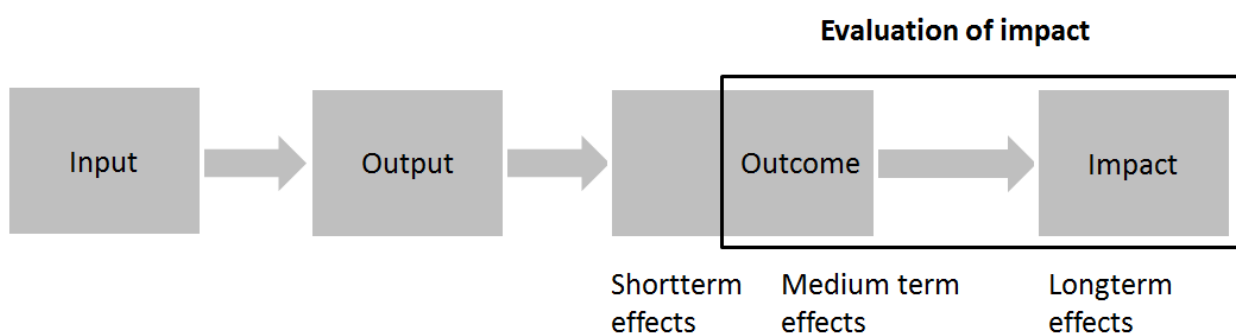 Evaluation of impact
Input
Output
Outcome
Impact
Shortterm
effects
Medium term
effects
Longterm
effects